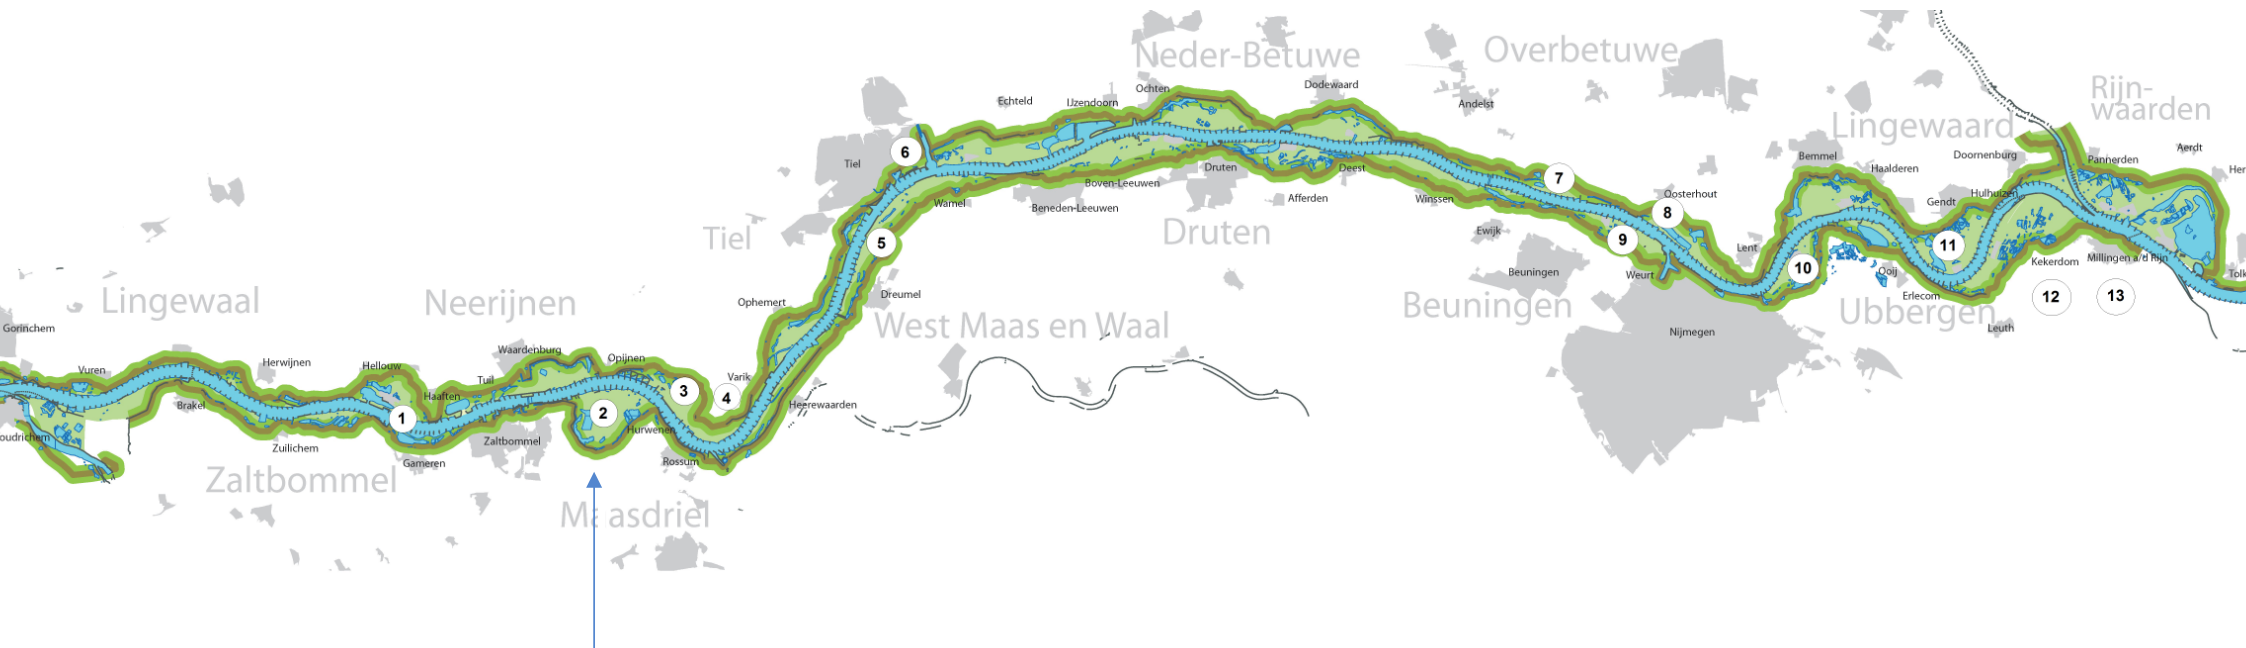 Neder-Betuwe
Overbetuwe
Rijn-
waarden
Ochten
Dodewaard
Echteld
IJzendoorn
Andelst
Lingewaard
Bemmel
Haalderen
Doornenburg
Pannerden
Aerdt
Tiel
6
Boven-Leeuwen
Druten
Deest
7
Oosterhout
Gendt
Hulhuizen
Wamel
Beneden-Leeuwen
Afferden
Winssen
8
Tiel
5
Druten
Ewijk
9
Lent
11
Weurt
10
Ooij
Kekerdom
Millingen a/d Rijn
Beuningen
Lingewaal
Neerijnen
Ophemert
Dreumel
Beuningen
Erlecom
12
13
Ubbergen
Leuth
Gorinchem
West Maas en Waal
Nijmegen
Waardenburg
Opijnen
Vuren
Herwijnen
Hellouw
Tuil
Varik
Haaften
3
4
Brakel
1
2
Heerewaarden
oudrichem
Zuilichem
Zaltbommel
Hurwenen
Gameren
Rossum
Zaltbommel
Maasdriel